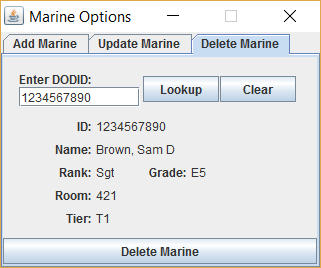 Marine Options
Add Marine Update Marine Delete Marine
Enter DODID:
1234567890 Lookup Clear
ID: 1234567890
Name: Brown, Sam D
Rank: Sgt Grade: E5
Room: 421
Tier: T1
Delete Marine